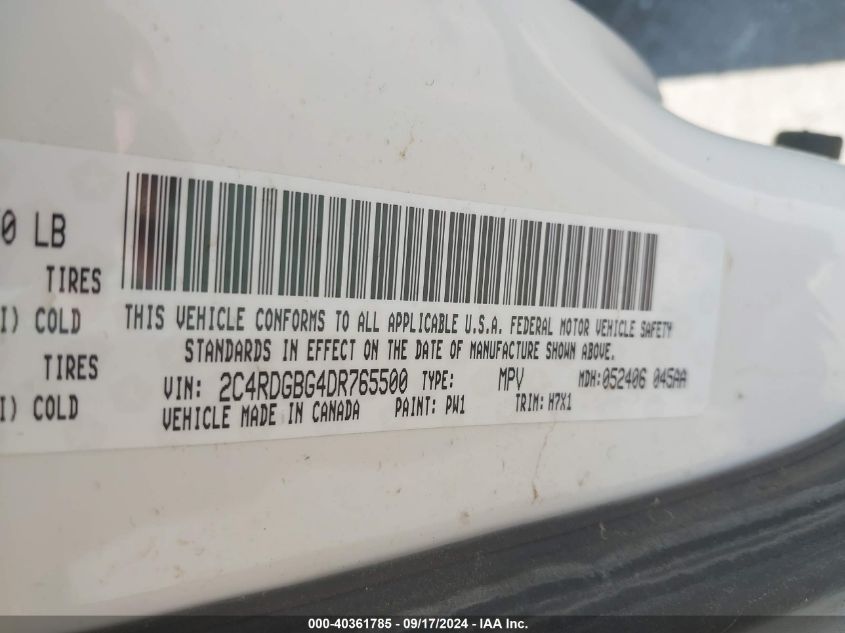 0 LB
TIRES
I) COLD
TIRES
I) COLD
THIS VEHICLE CONFORMS TO ALL APPLICABLE U.S.A. FEDERAL MOTOR VEHICLE SAFETY
STANDARDS IN EFFECT ON THE DATE OF MANUFACTURE SHOWN ABOVE.
VIN: 2C4RDGBG4DR765500 TYPE: MPV MDH: 052406 045AA
VEHICLE MADE IN CANADA PAINT: PW1 TRIM: H7X1
000-40361785 - 09/17/2024 - IAA Inc.